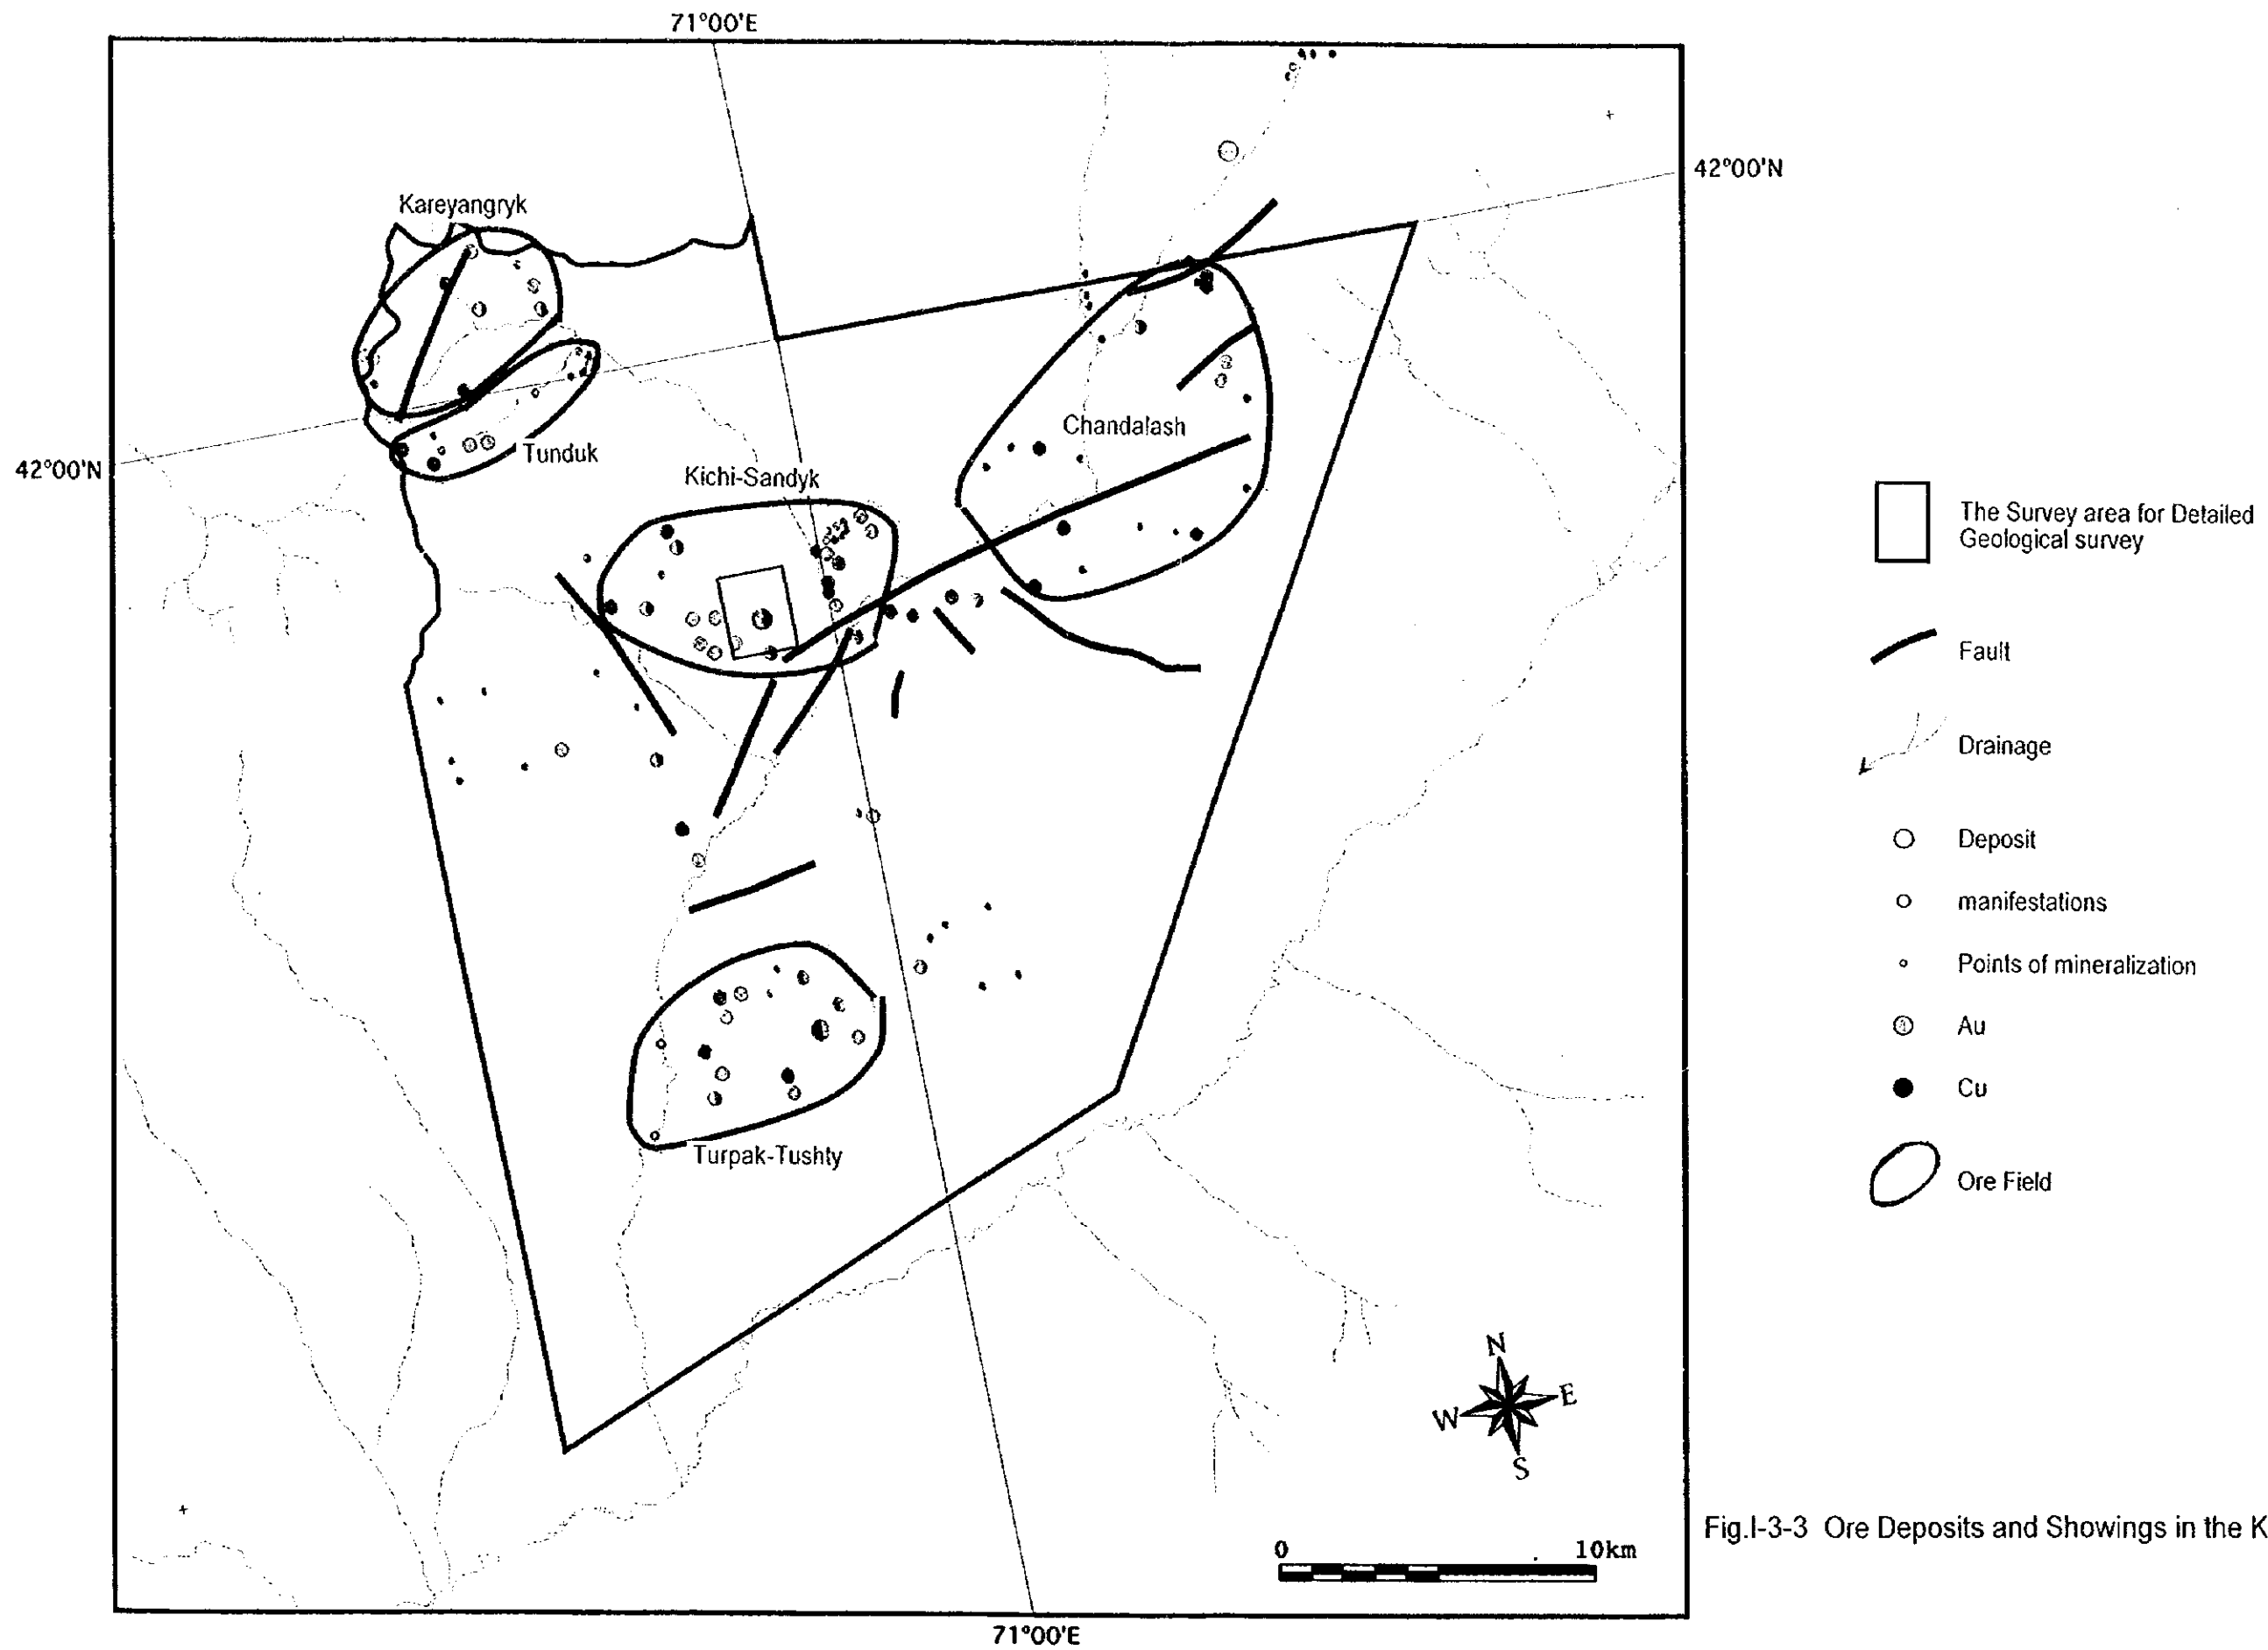 71°00'E
42°00'N
Kareyangryk
Chandalash
Tunduk
42°00'N
Kichi-Sandyk
The Survey area for Detailed
Geological survey
Fault
Drainage
Deposit
manifestations
Points of mineralization
Au
Cu
Ore Field
Turpak-Tushty
N
E
W
S
Fig.I-3-3 Ore Deposits and Showings in the K
0 10km
71°00'E